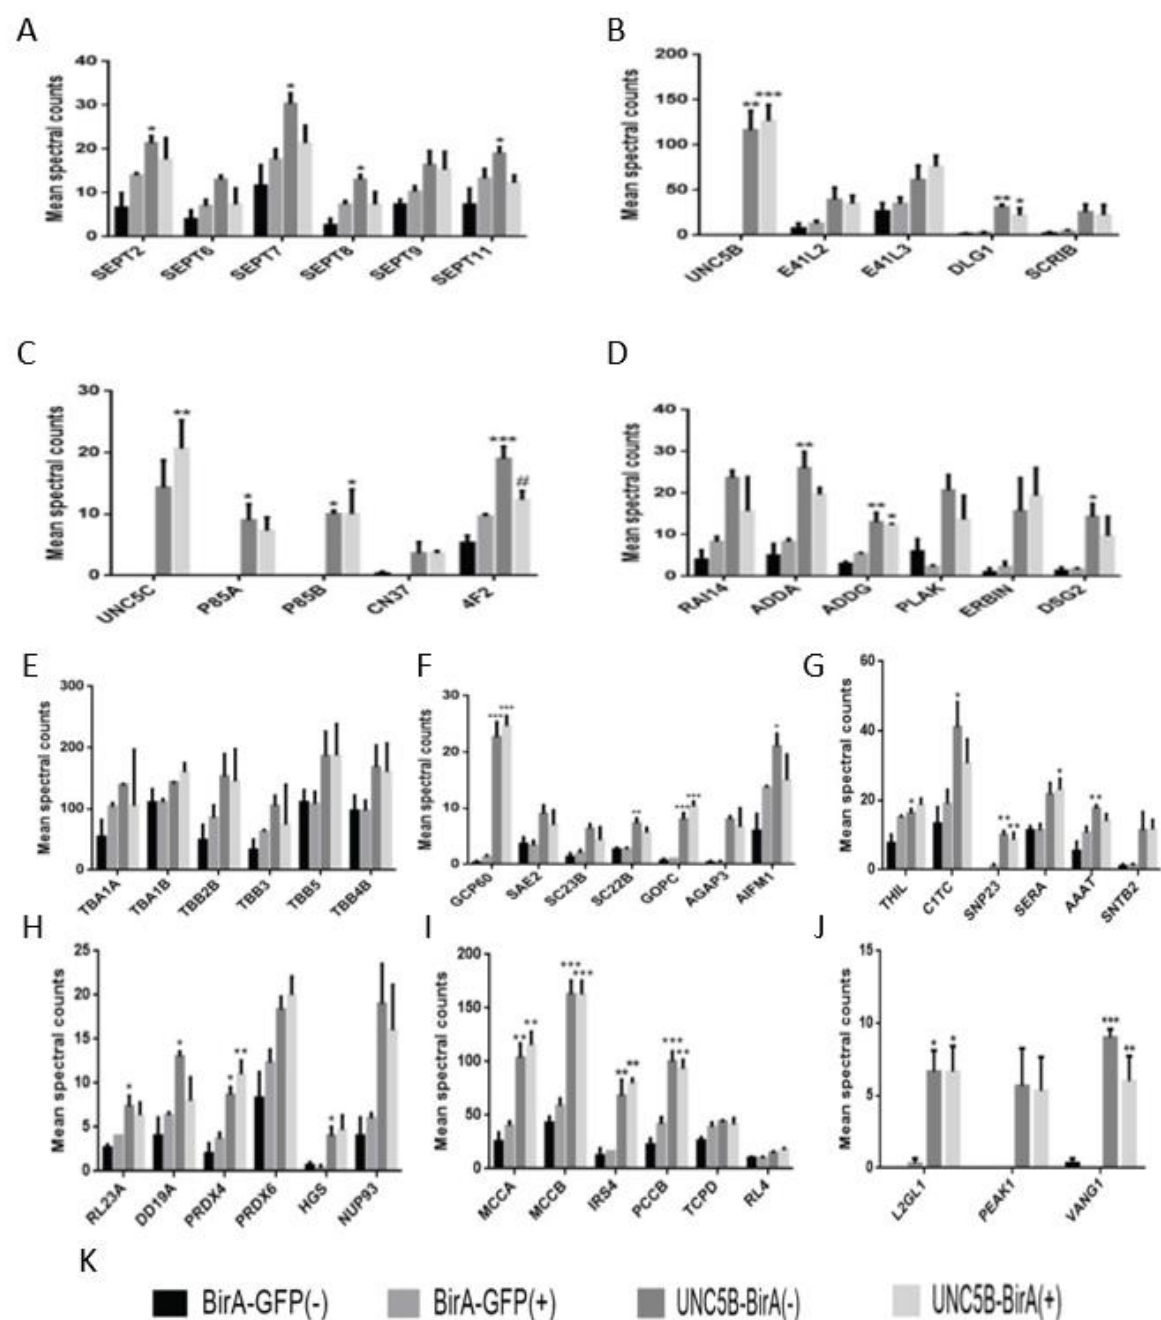 A
Mean spectral counts
40
30
20
10
0
* * * *
SEPT2 SEPT6 SEPT7 SEPT8 SEPT9 SEPT11
B
Mean spectral counts
200
150
100
50
0
** *** ** *
UNC5B E41L2 E41L3 DLG1 SCRIB
C
Mean spectral counts
30
20
10
0
** * * * *** #
UNC5C P85A P85B CN37 4F2
D
Mean spectral counts
40
30
20
10
0
** ** * *
RAI14 ADDA ADDG PLAK ERBIN DSG2
E
Mean spectral counts
300
200
100
0
TBA1A TBA1B TBB2B TBB3 TBB5 TBB4B
F
Mean spectral counts
30
20
10
0
*** *** ** *** *** *
GCP60 SAE2 SC23B SC22B GOPC AGAP3 AIFM1
G
Mean spectral counts
60
40
20
0
* * ** ** * **
THIL C1TC SNP23 SERA AAAT SNTB2
H
Mean spectral counts
25
20
15
10
5
0
* * * ** *
RL23A DD19A PRDX4 PRDX6 HGS NUP93
I
Mean spectral counts
200
150
100
50
0
** ** *** *** ** ** *** **
MCCA MCCB IRS4 PCCB TCPD RL4
J
Mean spectral counts
15
10
5
0
* * *** **
L2GL1 PEAK1 VANG1
K
BirA-GFP(-) BirA-GFP(+) UNC5B-BirA(-) UNC5B-BirA(+)